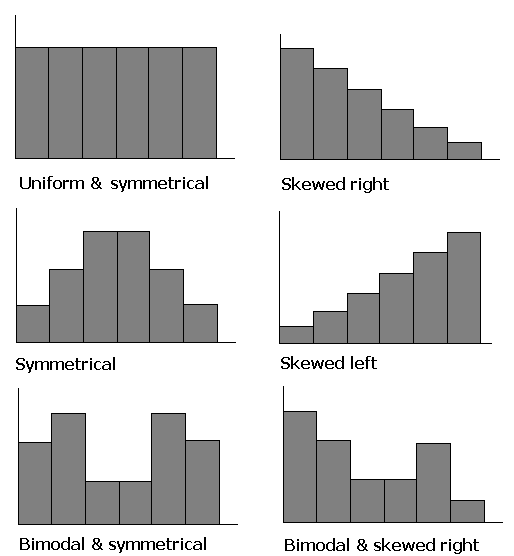 Uniform & symmetrical
Skewed right
Symmetrical
Skewed left
Bimodal & symmetrical
Bimodal & skewed right